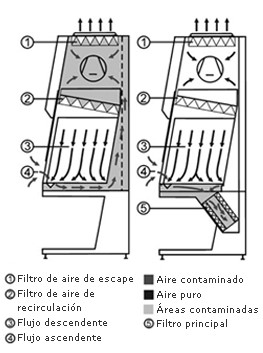 ①
②
③
④
①
②
③
④
⑤
① Filtro de aire de escape
② Filtro de aire de
recirculación
③ Flujo descendente
④ Flujo ascendente
Aire contaminado
Aire puro
Áreas contaminadas
⑤ Filtro principal